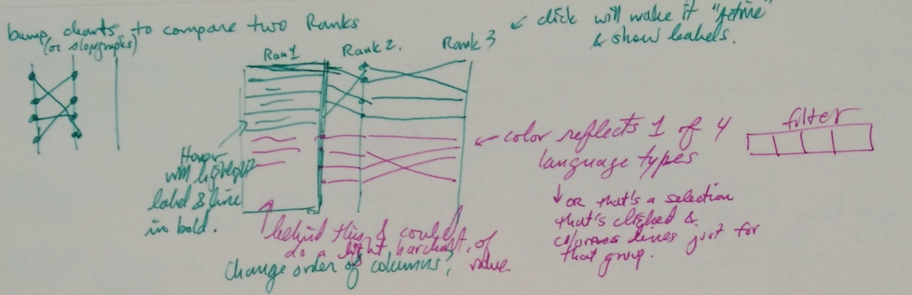 bump charts to compare two Ranks
(or slopegraphs)
click will make it "active"
& show labels.
Ran 1
Rank 2.
Rank 3
color reflects 1 of 4
language types
filter
Hover
will highlight
label & line
in bold.
↓ or that's a selection
that's clicked &
colors lines just for
that group.
behind this I could
do a light barchart of
value.
change order of columns?